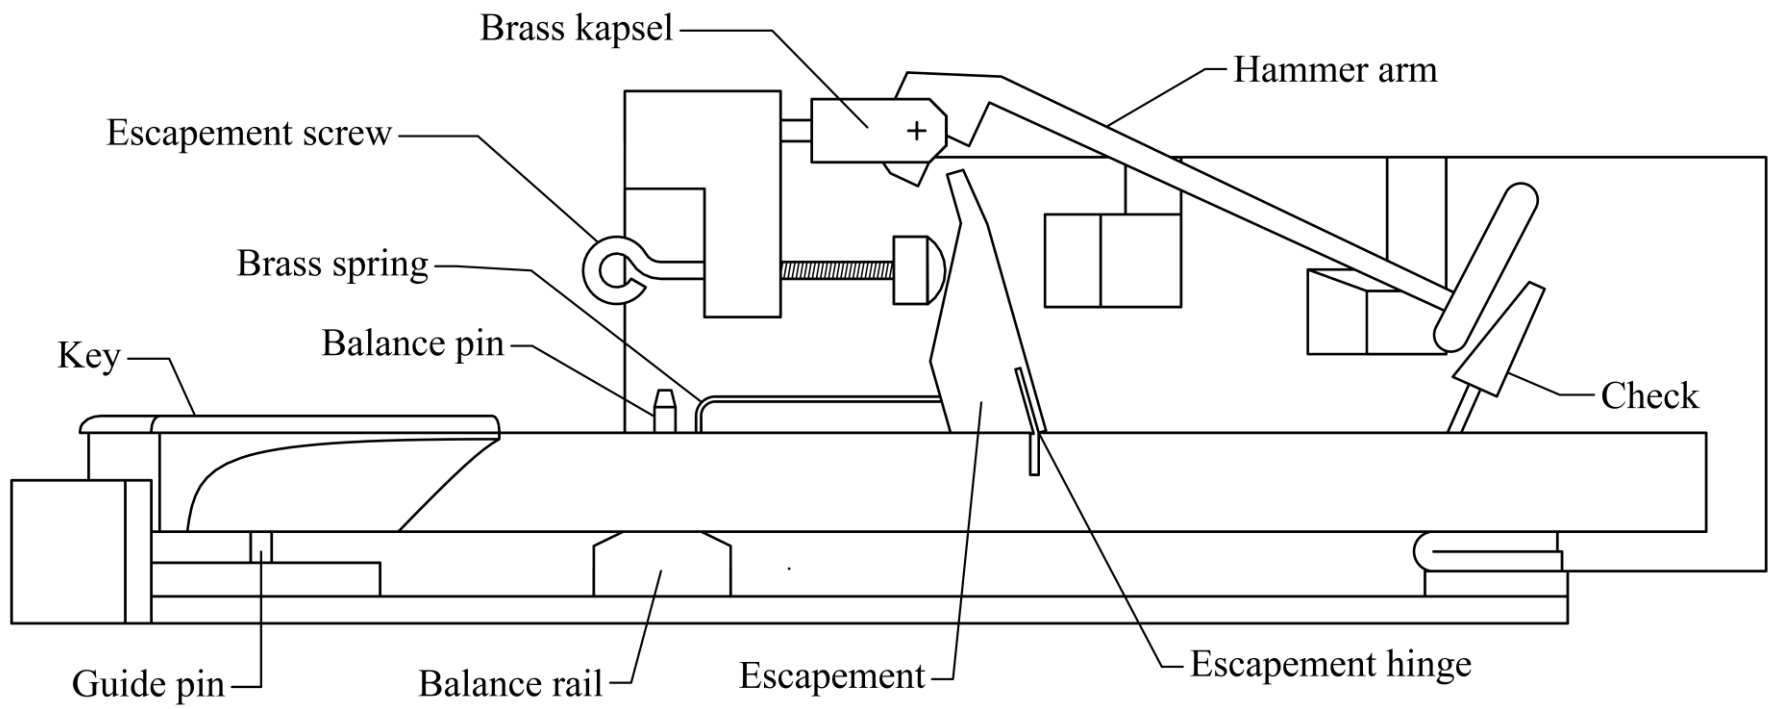 Brass kapsel
Hammer arm
Escapement screw
Brass spring
Balance pin
Key
Check
Guide pin
Balance rail
Escapement
Escapement hinge